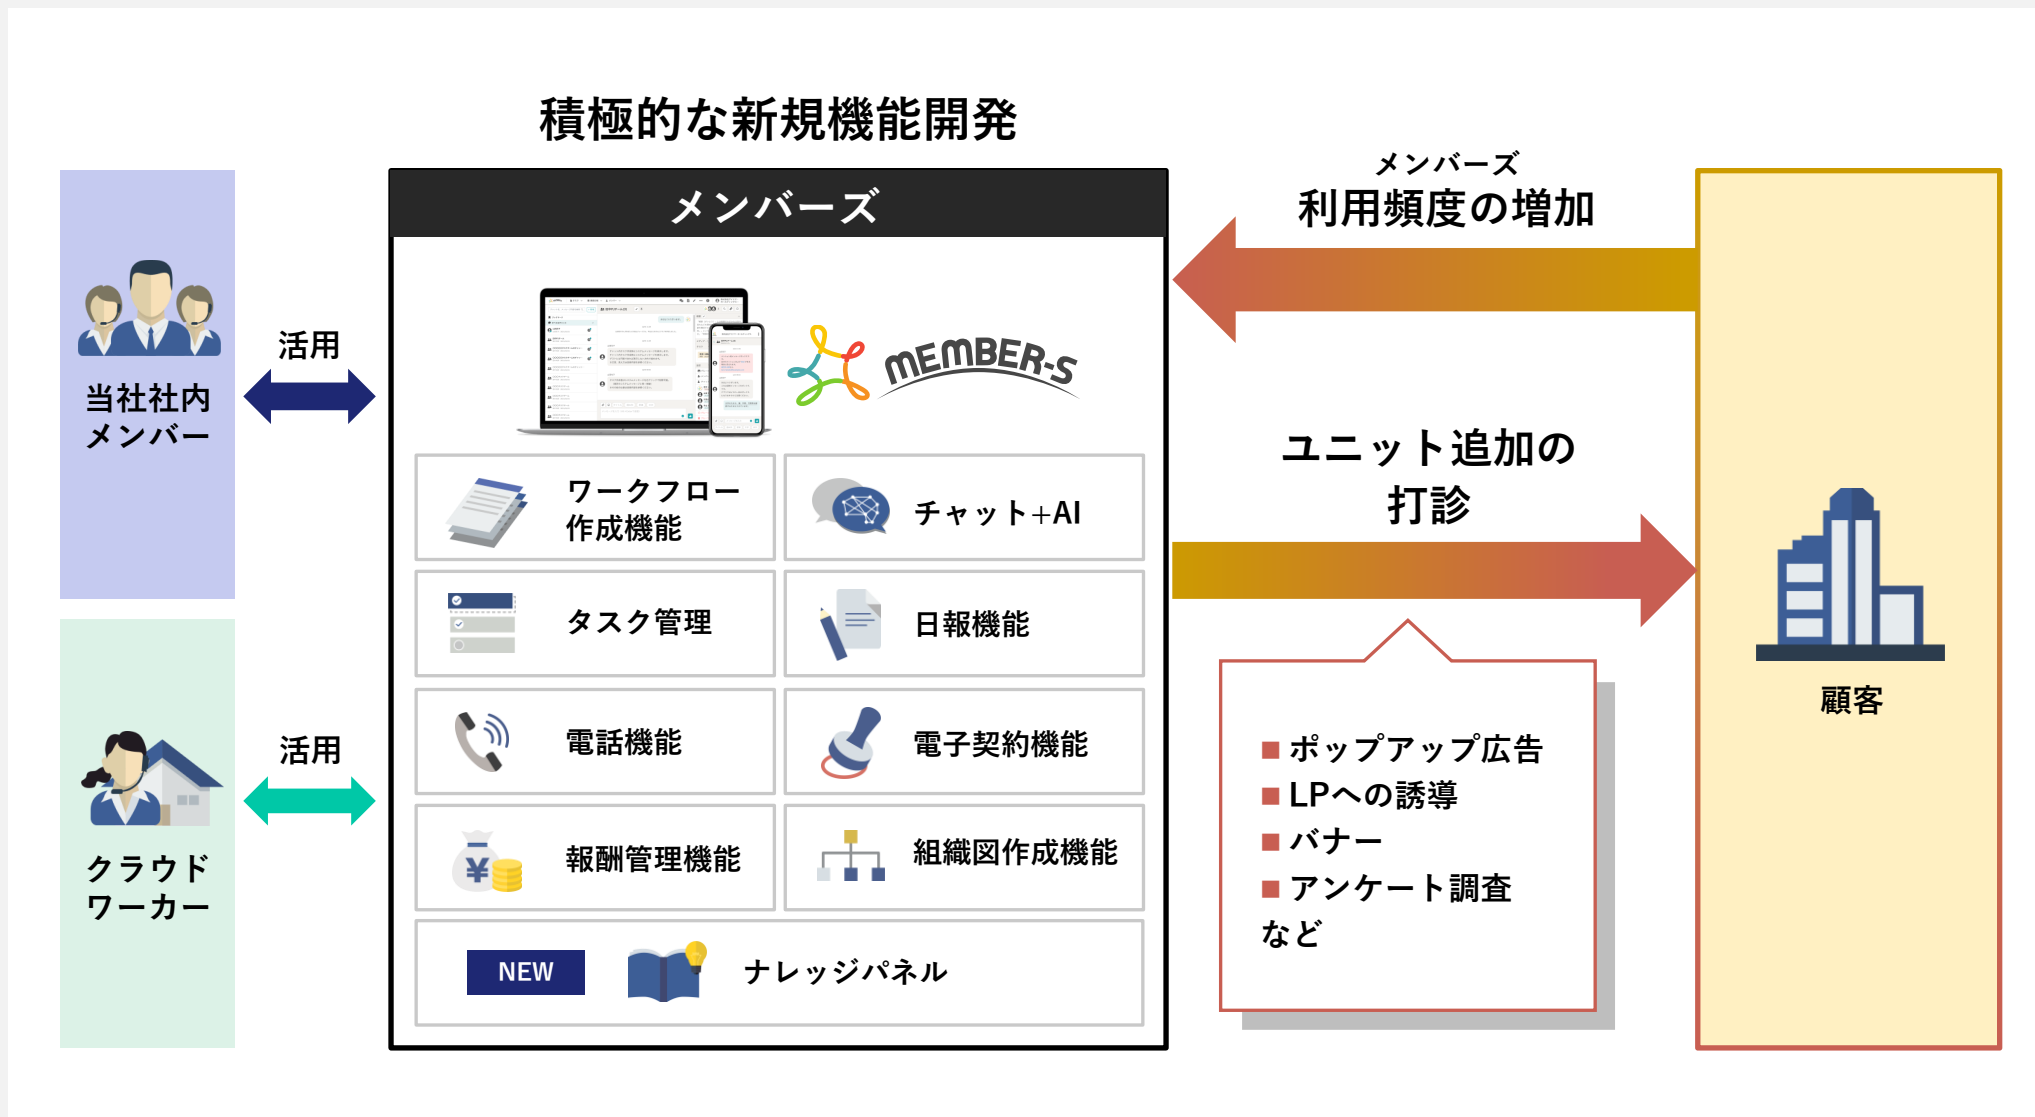 積極的な新規機能開発
当社社内
メンバー
活用
クラウド
ワーカー
活用
メンバーズ
MEMBER-S
ワークフロー
作成機能
チャット+AI
タスク管理
日報機能
電話機能
電子契約機能
報酬管理機能
組織図作成機能
NEW
ナレッジパネル
メンバーズ
利用頻度の増加
ユニット追加の
打診
■ ポップアップ広告
■ LPへの誘導
■ バナー
■ アンケート調査
など
顧客